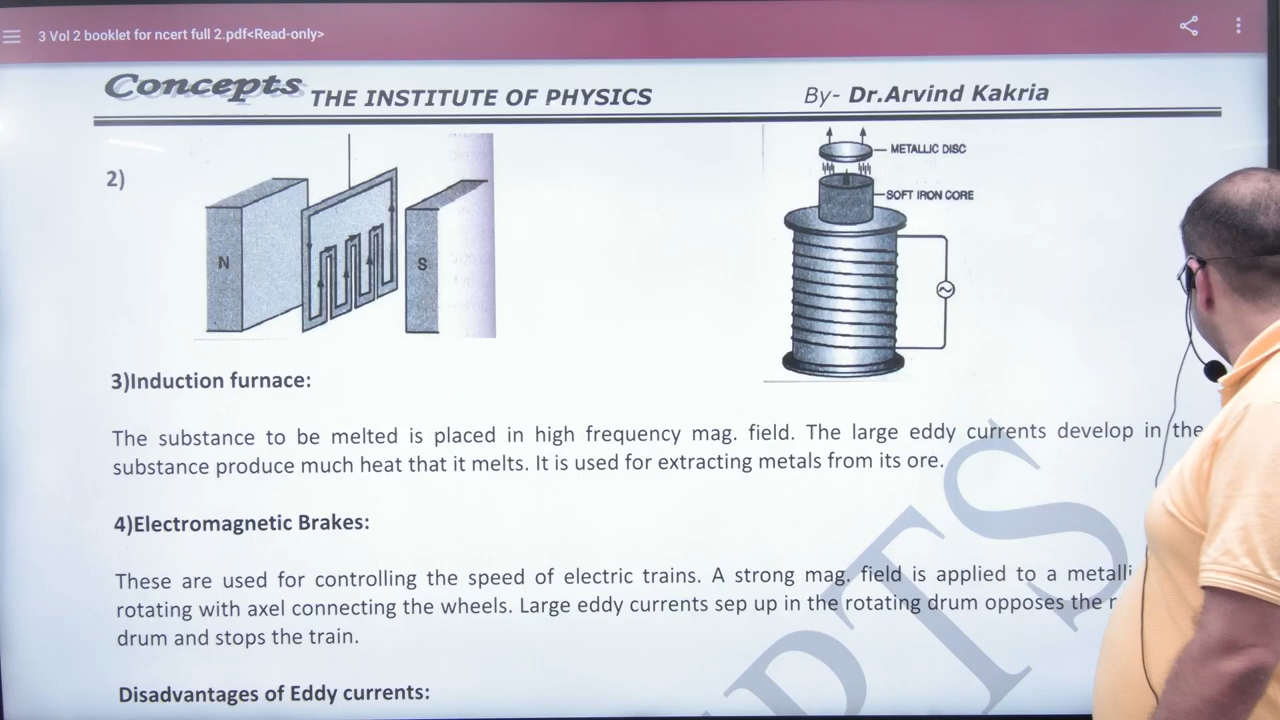 3 Vol 2 booklet for ncert full 2.pdf<Read-only>
Concepts THE INSTITUTE OF PHYSICS By- Dr.Arvind Kakria
2)
N
S
METALLIC DISC
SOFT IRON CORE
3)Induction furnace:
The substance to be melted is placed in high frequency mag. field. The large eddy currents develop in the
substance produce much heat that it melts. It is used for extracting metals from its ore.
4)Electromagnetic Brakes:
These are used for controlling the speed of electric trains. A strong mag. field is applied to a
rotating with axel connecting the wheels. Large eddy currents sep up in the rotating drum opposes the
drum and stops the train.
Disadvantages of Eddy currents:
PTS